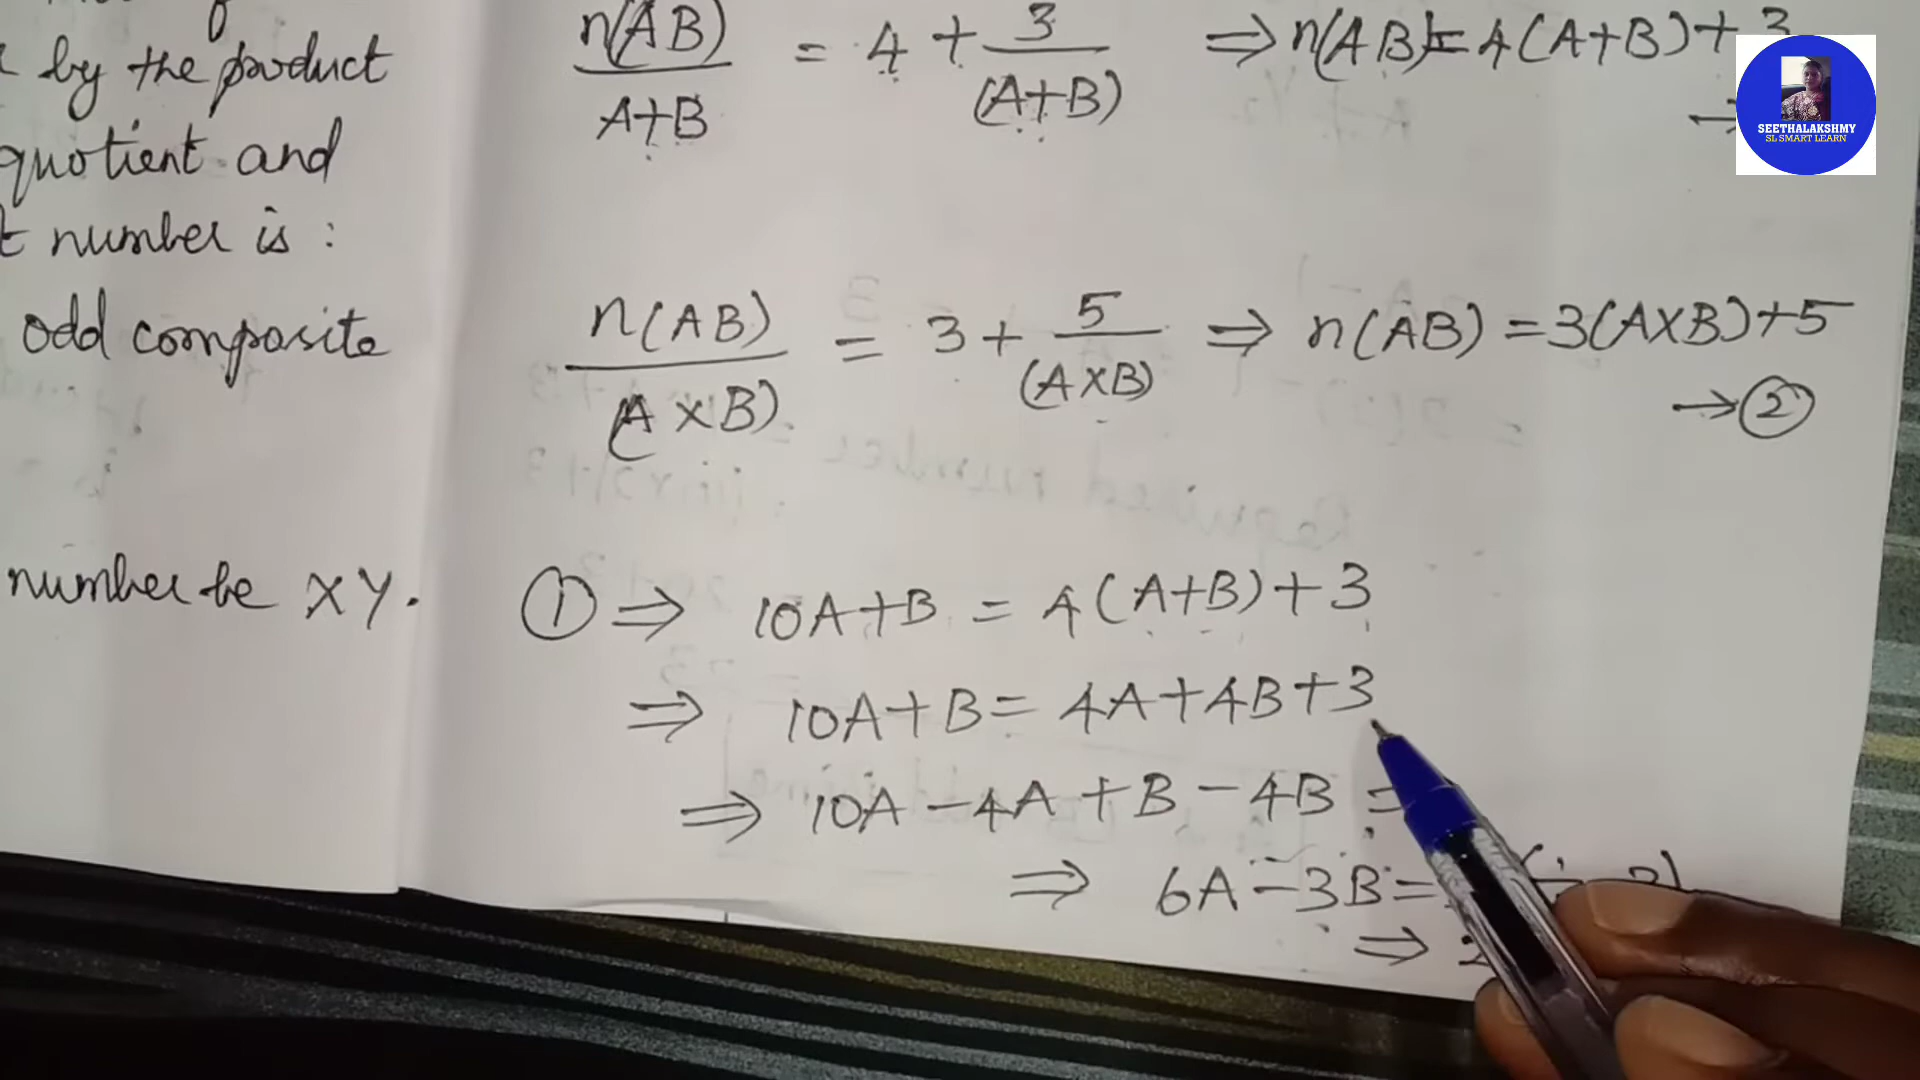 by the product
quotient and
number is :
odd composite
number be XY.
n(AB)/A+B = 4 + 3/(A+B) ⇒ n(AB) = 4(A+B)+3
n(AB)/(A×B) = 3 + 5/(A×B) ⇒ n(AB) = 3(A×B)+5
→ ②
① ⇒ 10A+B = 4(A+B)+3
⇒ 10A+B = 4A+4B+3
⇒ 10A-4A+B-4B =
⇒ 6A-3B =
⇒ 2
SEETHALAKSHMY
SL SMART LEARN